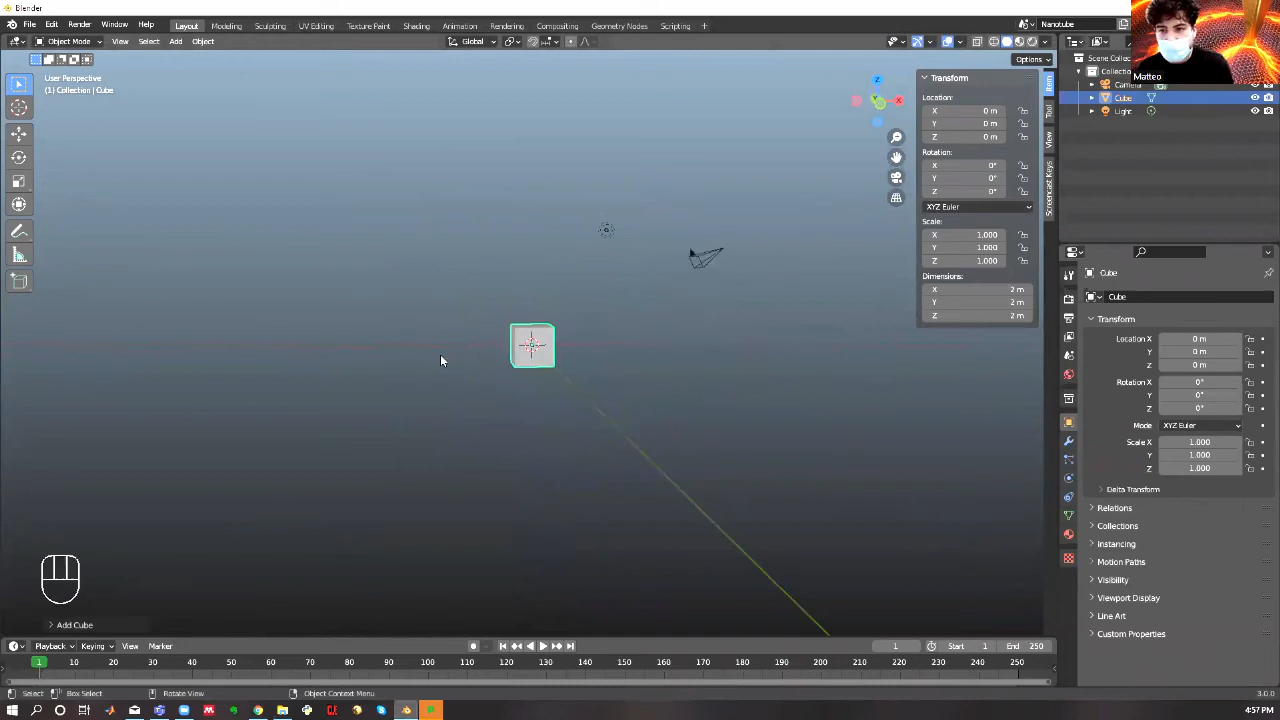 Blender
File Edit Render Window Help Layout Modeling Sculpting UV Editing Texture Paint Shading Animation Rendering Compositing Geometry Nodes Scripting + Nanotube
Object Mode View Select Add Object Global Scene Collec
Options Collection
Matteo
User Perspective
(1) Collection | Cube
Camera
Cube
Light
Transform
Location:
X 0 m
Y 0 m
Z 0 m
Rotation:
X 0°
Y 0°
Z 0°
XYZ Euler
Scale:
X 1.000
Y 1.000
Z 1.000
Dimensions:
X 2 m
Y 2 m
Z 2 m
Item
Tool
View
Screencast Keys
Z
X
Y
Cube
Cube
Transform
Location X 0 m
Y 0 m
Z 0 m
Rotation X 0°
Y 0°
Z 0°
Mode XYZ Euler
Scale X 1.000
Y 1.000
Z 1.000
Delta Transform
Relations
Collections
Instancing
Motion Paths
Visibility
Viewport Display
Line Art
Custom Properties
Add Cube
Playback Keying View Marker 1 Start 1 End 250
1 10 20 30 40 50 60 70 80 90 100 110 120 130 140 150 160 170 180 190 200 210 220 230 240 250
Select Box Select Rotate View Object Context Menu 3.0.0
4:57 PM